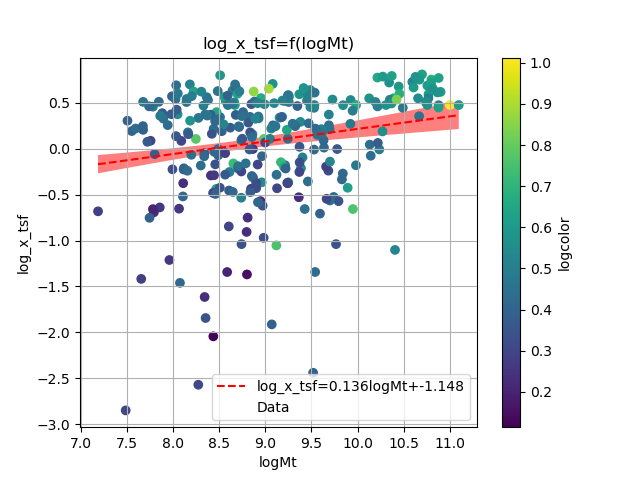 log_x_tsf=f(logMt)
log_x_tsf
0.5
0.0
−0.5
−1.0
−1.5
−2.0
−2.5
−3.0
7.0 7.5 8.0 8.5 9.0 9.5 10.0 10.5 11.0
logMt
log_x_tsf=0.136logMt+-1.148
Data
1.0
0.9
0.8
0.7
0.6
0.5
0.4
0.3
0.2
logcolor